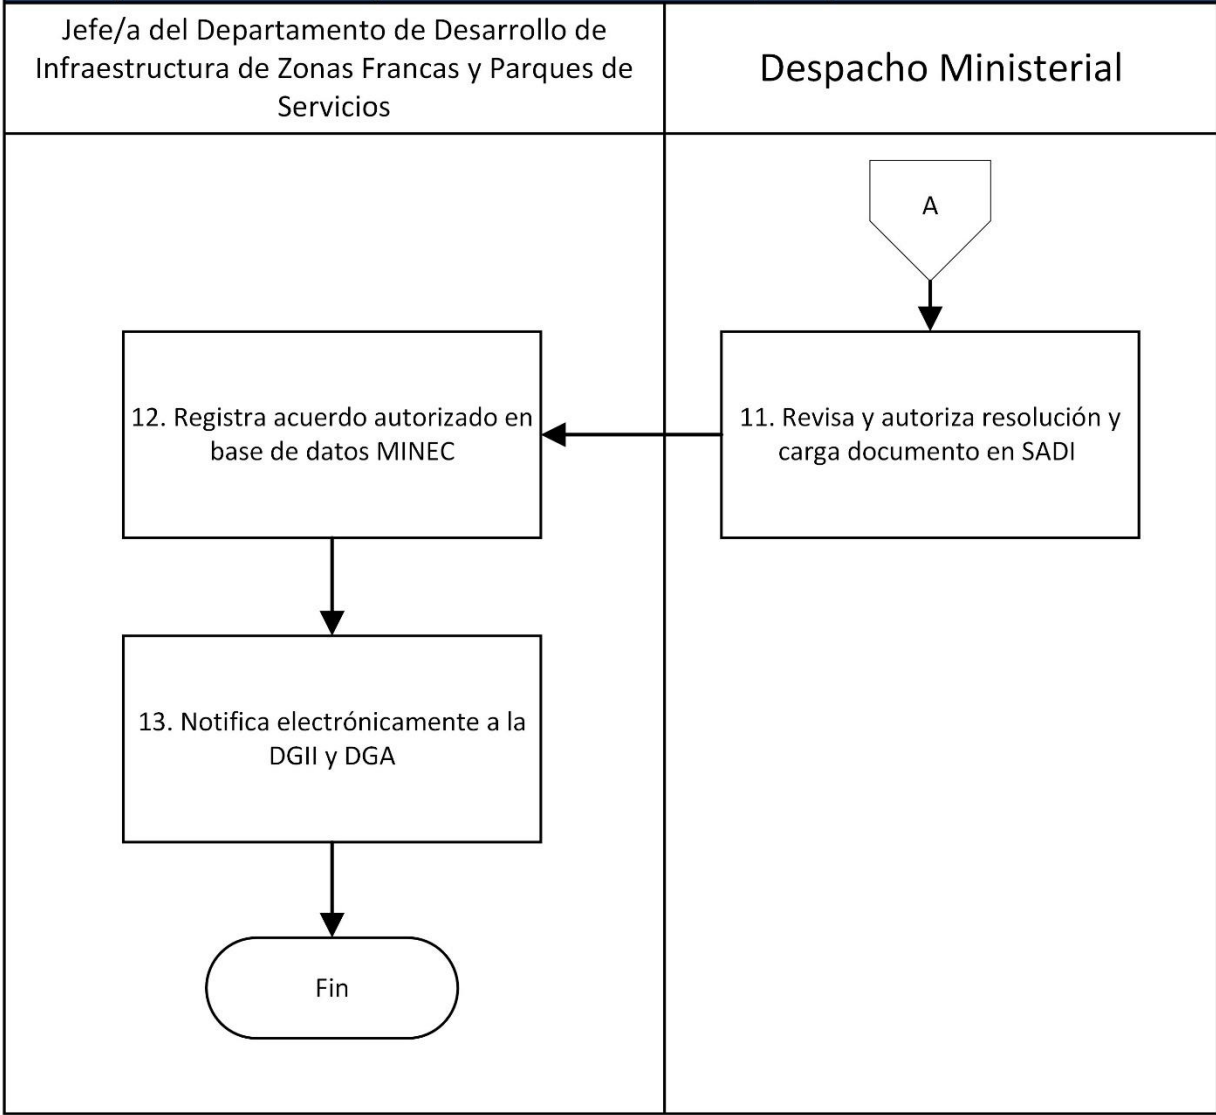 Jefe/a del Departamento de Desarrollo de
Infraestructura de Zonas Francas y Parques de
Servicios
Despacho Ministerial
A
11. Revisa y autoriza resolución y
carga documento en SADI
12. Registra acuerdo autorizado en
base de datos MINEC
13. Notifica electrónicamente a la
DGII y DGA
Fin